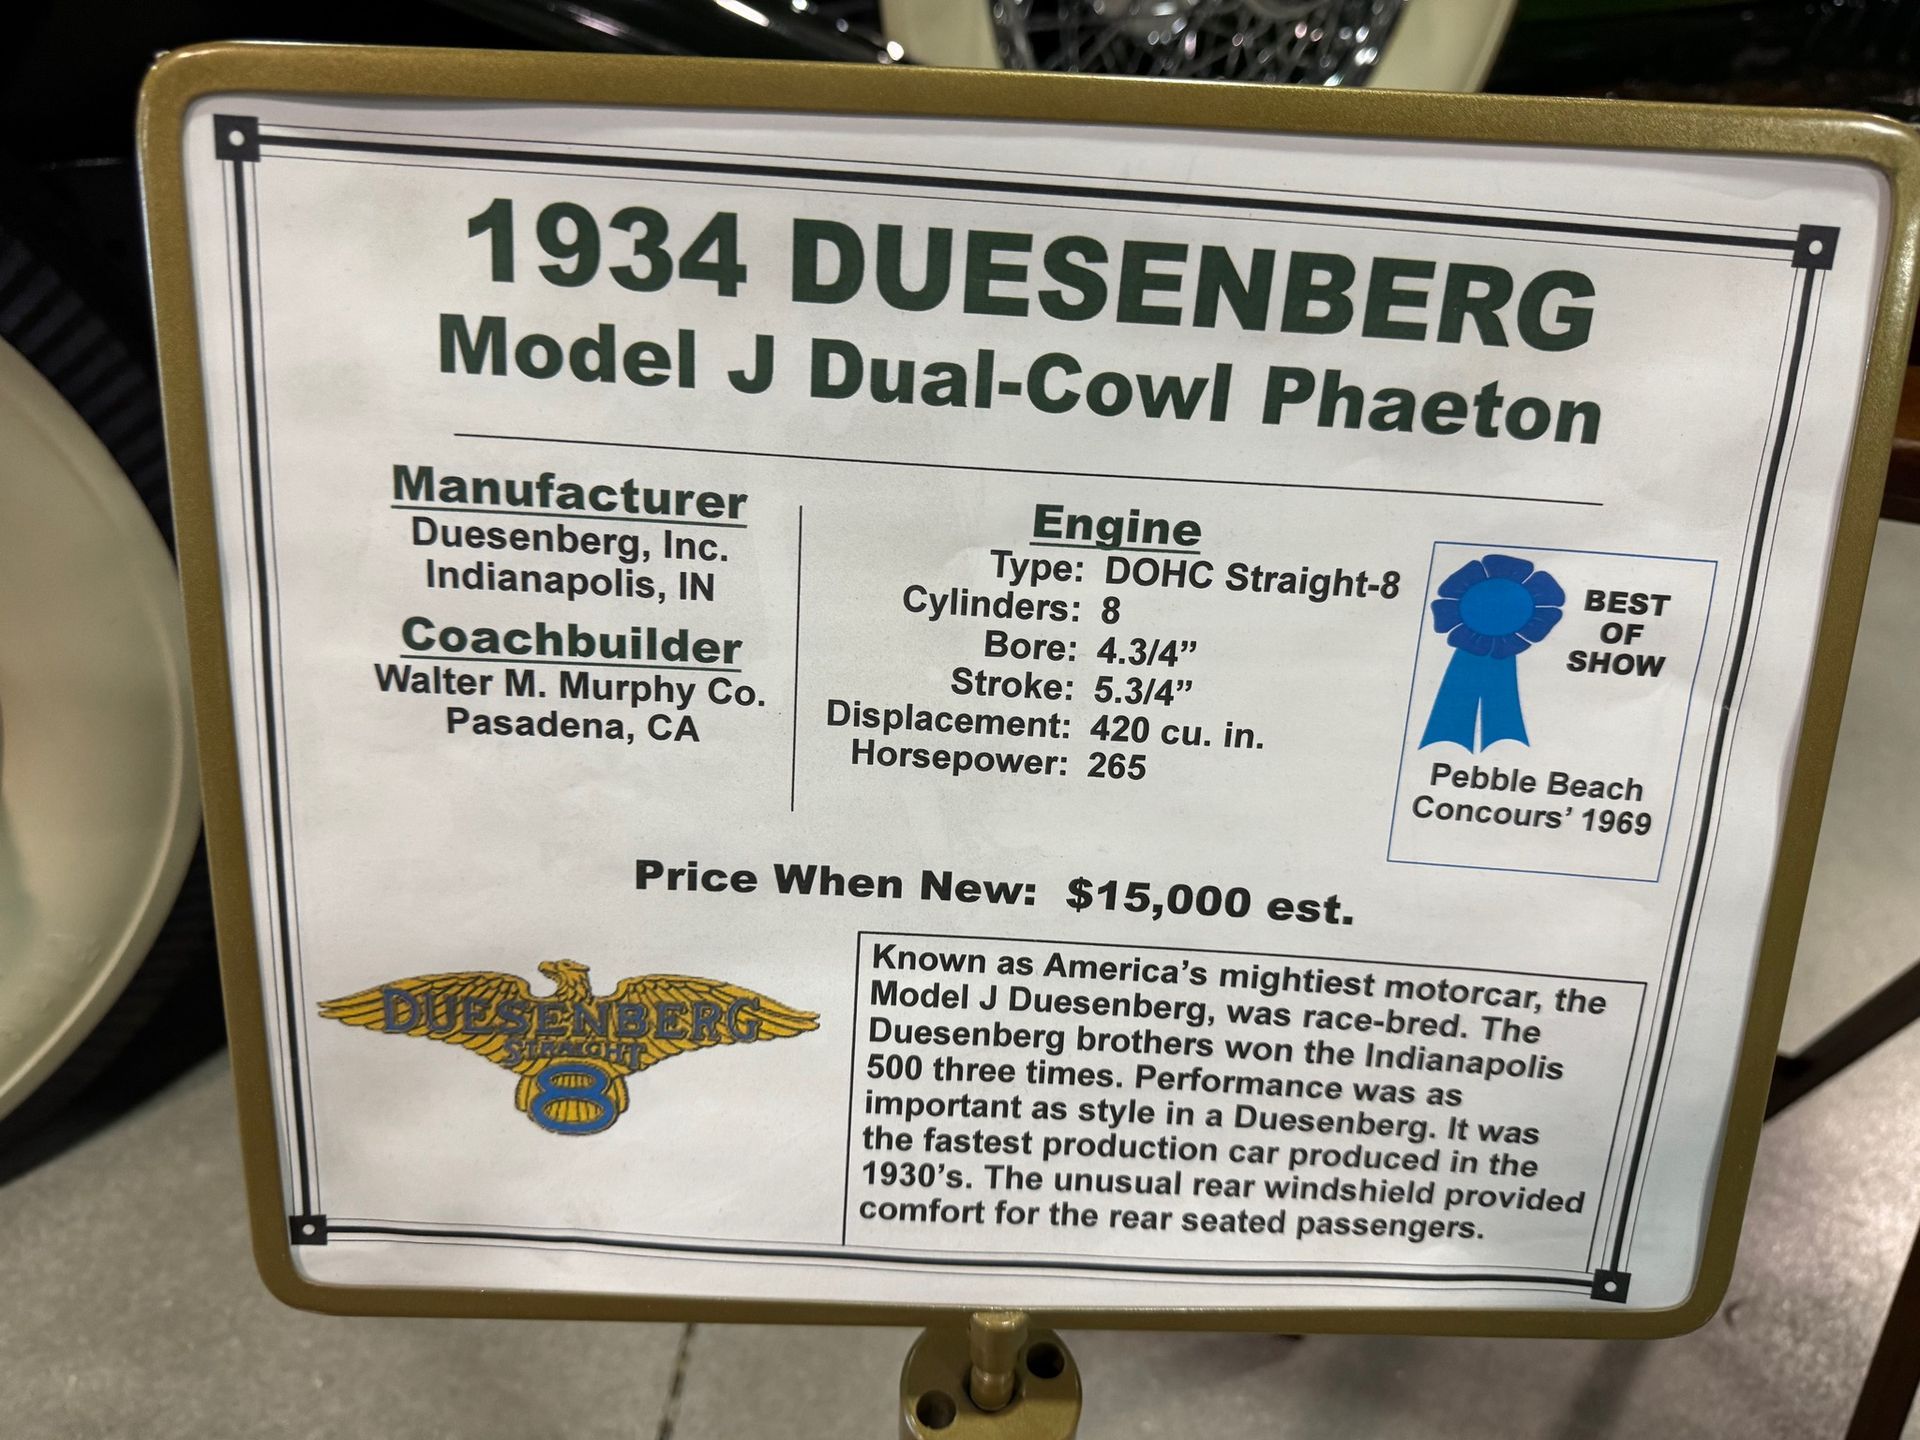 1934 DUESENBERG
Model J Dual-Cowl Phaeton
Manufacturer
Duesenberg, Inc.
Indianapolis, IN
Coachbuilder
Walter M. Murphy Co.
Pasadena, CA
Engine
Type: DOHC Straight-8
Cylinders: 8
Bore: 4.3/4”
Stroke: 5.3/4”
Displacement: 420 cu. in.
Horsepower: 265
BEST
OF
SHOW
Pebble Beach
Concours’ 1969
Price When New: $15,000 est.
DUESENBERG
STRAIGHT
8
Known as America’s mightiest motorcar, the
Model J Duesenberg, was race-bred. The
Duesenberg brothers won the Indianapolis
500 three times. Performance was as
important as style in a Duesenberg. It was
the fastest production car produced in the
1930’s. The unusual rear windshield provided
comfort for the rear seated passengers.